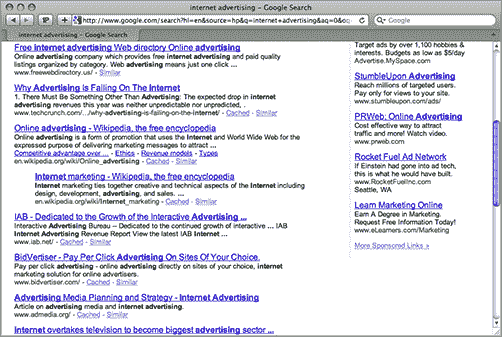 internet advertising – Google Search
http://www.google.com/search?hl=en&source=hp&q=internet+advertising&aq=0&oq
Google
internet advertising – Google Search
Free internet advertising Web directory Online advertising
Online advertising company which provides free internet advertising and paid quality
listings organized by category. Web advertising means just one click ...
www.freewebdirectory.us/ - Similar
Why Advertising is Failing On The Internet
1. There Must Be Something Other Than Advertising: The expected drop in internet
advertising revenues this year was neither unpredictable nor unpredicted, .
www.techcrunch.com/.../why-advertising-is-failing-on-the-internet/ - Cached - Similar
Online advertising - Wikipedia, the free encyclopedia
Online advertising is a form of promotion that uses the Internet and World Wide Web for the
expressed purpose of delivering marketing messages to attract ...
Competitive advantage over ... - Ethics - Revenue models - Types
en.wikipedia.org/wiki/Online_advertising - Cached - Similar
Internet marketing - Wikipedia, the free encyclopedia
Internet marketing ties together creative and technical aspects of the Internet including
design, development, advertising, and sales. ...
en.wikipedia.org/wiki/Internet_marketing - Cached - Similar
IAB - Dedicated to the Growth of the Interactive Advertising ...
Interactive Advertising Bureau -- Dedicated to the continued growth of interactive ... IAB
Internet Advertising Revenue Report View the latest IAB Internet ...
www.iab.net/ - Cached - Similar
BidVertiser - Pay Per Click Advertising On Sites Of Your Choice,
Pay per click advertising - online advertising directly on sites of your choice, internet
marketing solution for online advertisers.
www.bidvertiser.com/ - Cached - Similar
Advertising Media Planning and Strategy - Internet Advertising
Article on advertising media and internet advertising.
www.admedia.org/ - Cached - Similar
Internet overtakes television to become biggest advertising sector ...
Target ads by over 1,100 hobbies &
interests. Budgets as low as $5/day
Advertise.MySpace.com
StumbleUpon Advertising
Reach millions of targeted users.
Pay only for views to your site.
www.stumbleupon.com/ads/
PRWeb: Online Advertising
Cost effective way to attract
traffic and more! Watch video.
www.prweb.com
Rocket Fuel Ad Network
If Einstein had gone into ad tech,
this is what he would have built.
www.RocketFuelInc.com
Seattle, WA
Learn Marketing Online
Earn A Degree in Marketing.
Request Free Information Today!
www.eLearners.com/Marketing
More Sponsored Links »